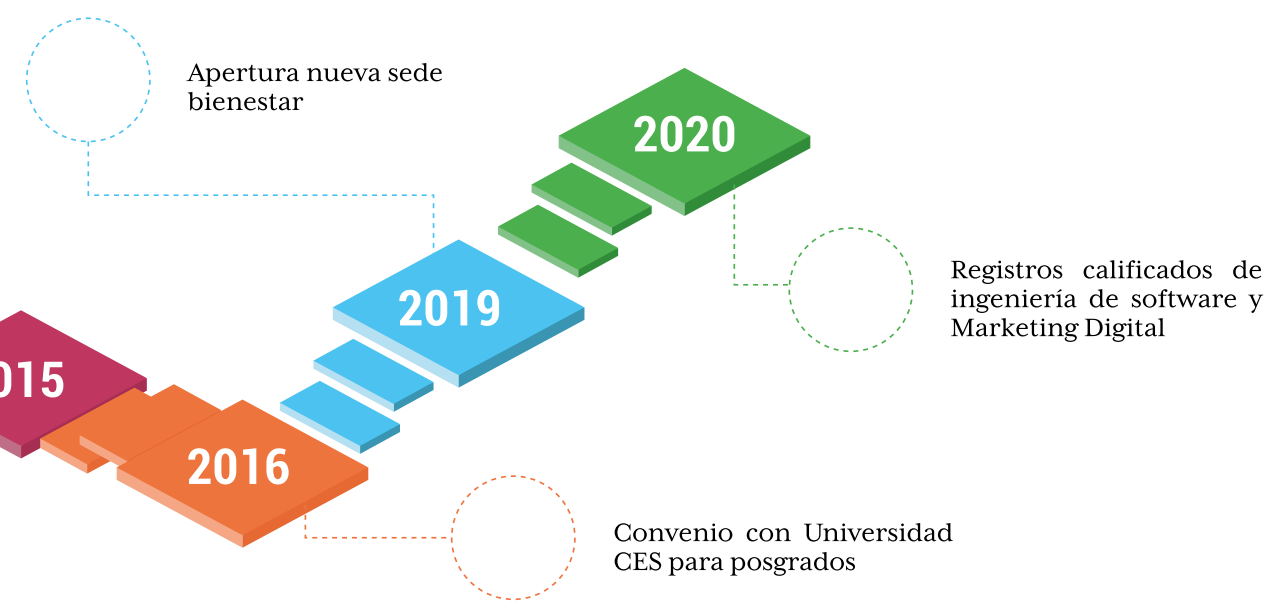 Apertura nueva sede
bienestar
2020
Registros calificados de
ingeniería de software y
Marketing Digital
2019
015
2016
Convenio con Universidad
CES para posgrados